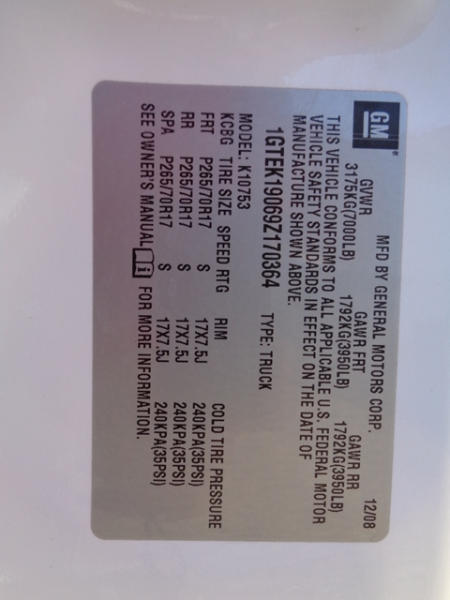 GM
MFD BY GENERAL MOTORS CORP. 12/08
GVWR GAWR FRT GAWR RR
3175KG(7000LB) 1792KG(3950LB) 1792KG(3950LB)
THIS VEHICLE CONFORMS TO ALL APPLICABLE U.S. FEDERAL MOTOR
VEHICLE SAFETY STANDARDS IN EFFECT ON THE DATE OF
MANUFACTURE SHOWN ABOVE.
1GTEK19069Z170364 TYPE: TRUCK
MODEL: K10753
KCBG TIRE SIZE SPEED RTG RIM COLD TIRE PRESSURE
FRT P265/70R17 S 17X7.5J 240KPA(35PSI)
RR P265/70R17 S 17X7.5J 240KPA(35PSI)
SPA P265/70R17 S 17X7.5J 240KPA(35PSI)
SEE OWNER'S MANUAL i FOR MORE INFORMATION.